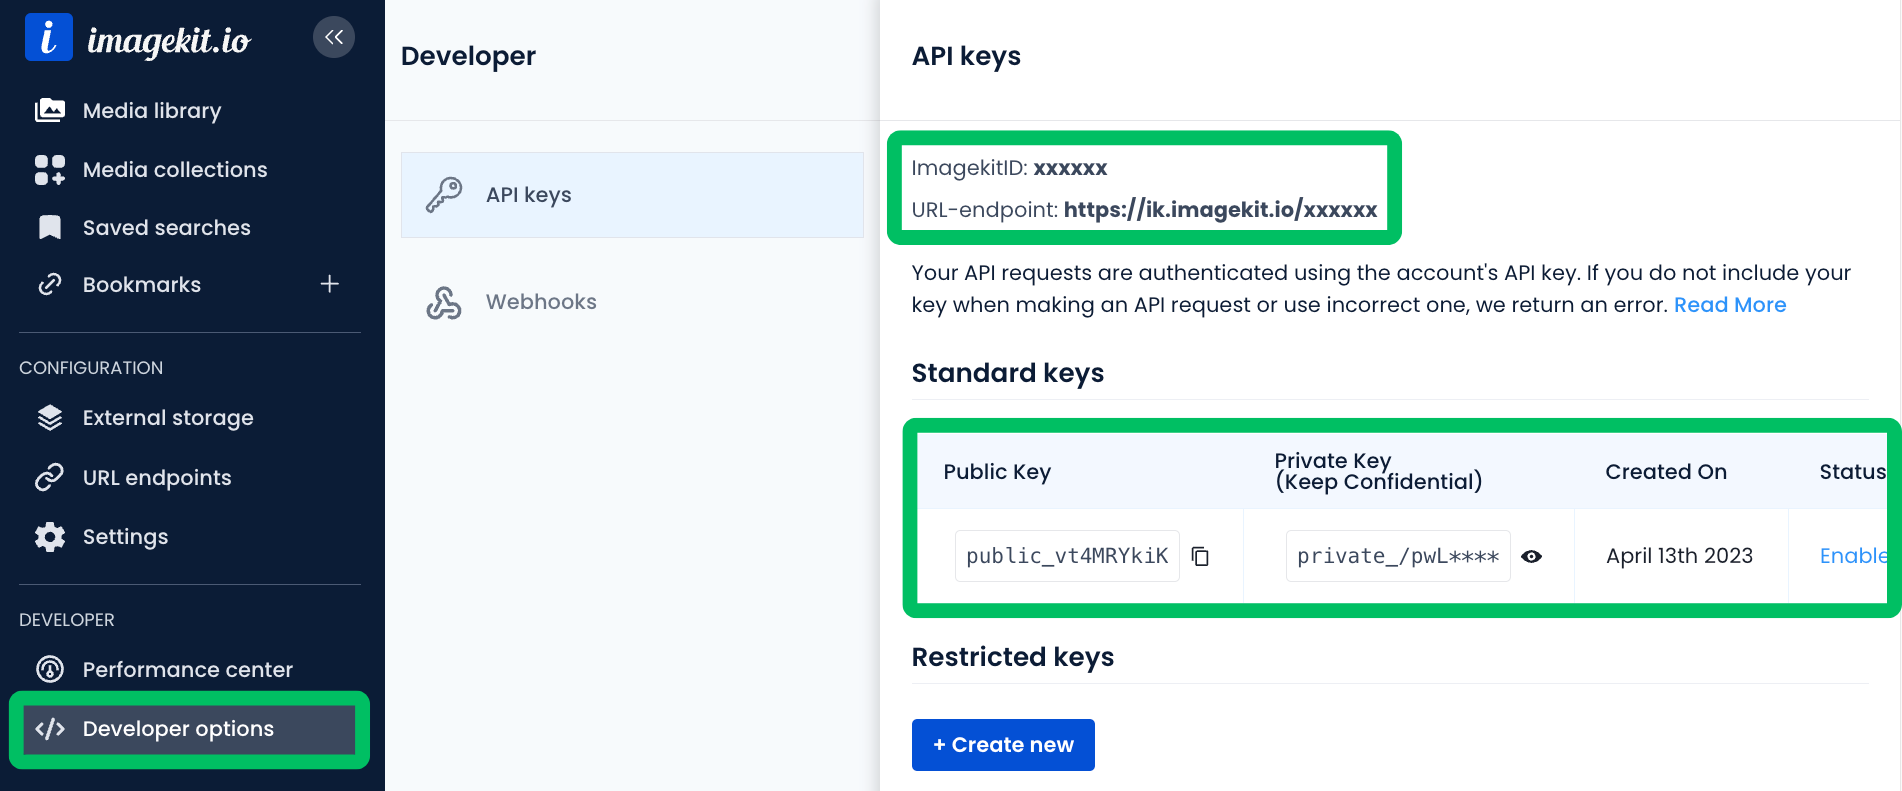 imagekit.io
Media library
Media collections
Saved searches
Bookmarks
CONFIGURATION
External storage
URL endpoints
Settings
DEVELOPER
Performance center
Developer options
Developer
API keys
Webhooks
API keys
ImagekitID: xxxxxx
URL-endpoint: https://ik.imagekit.io/xxxxxx
Your API requests are authenticated using the account's API key. If you do not include your
key when making an API request or use incorrect one, we return an error. Read More
Standard keys
Public Key Private Key (Keep Confidential) Created On Status
public_vt4MRYkiK private_/pwL**** April 13th 2023 Enable
Restricted keys
+ Create new